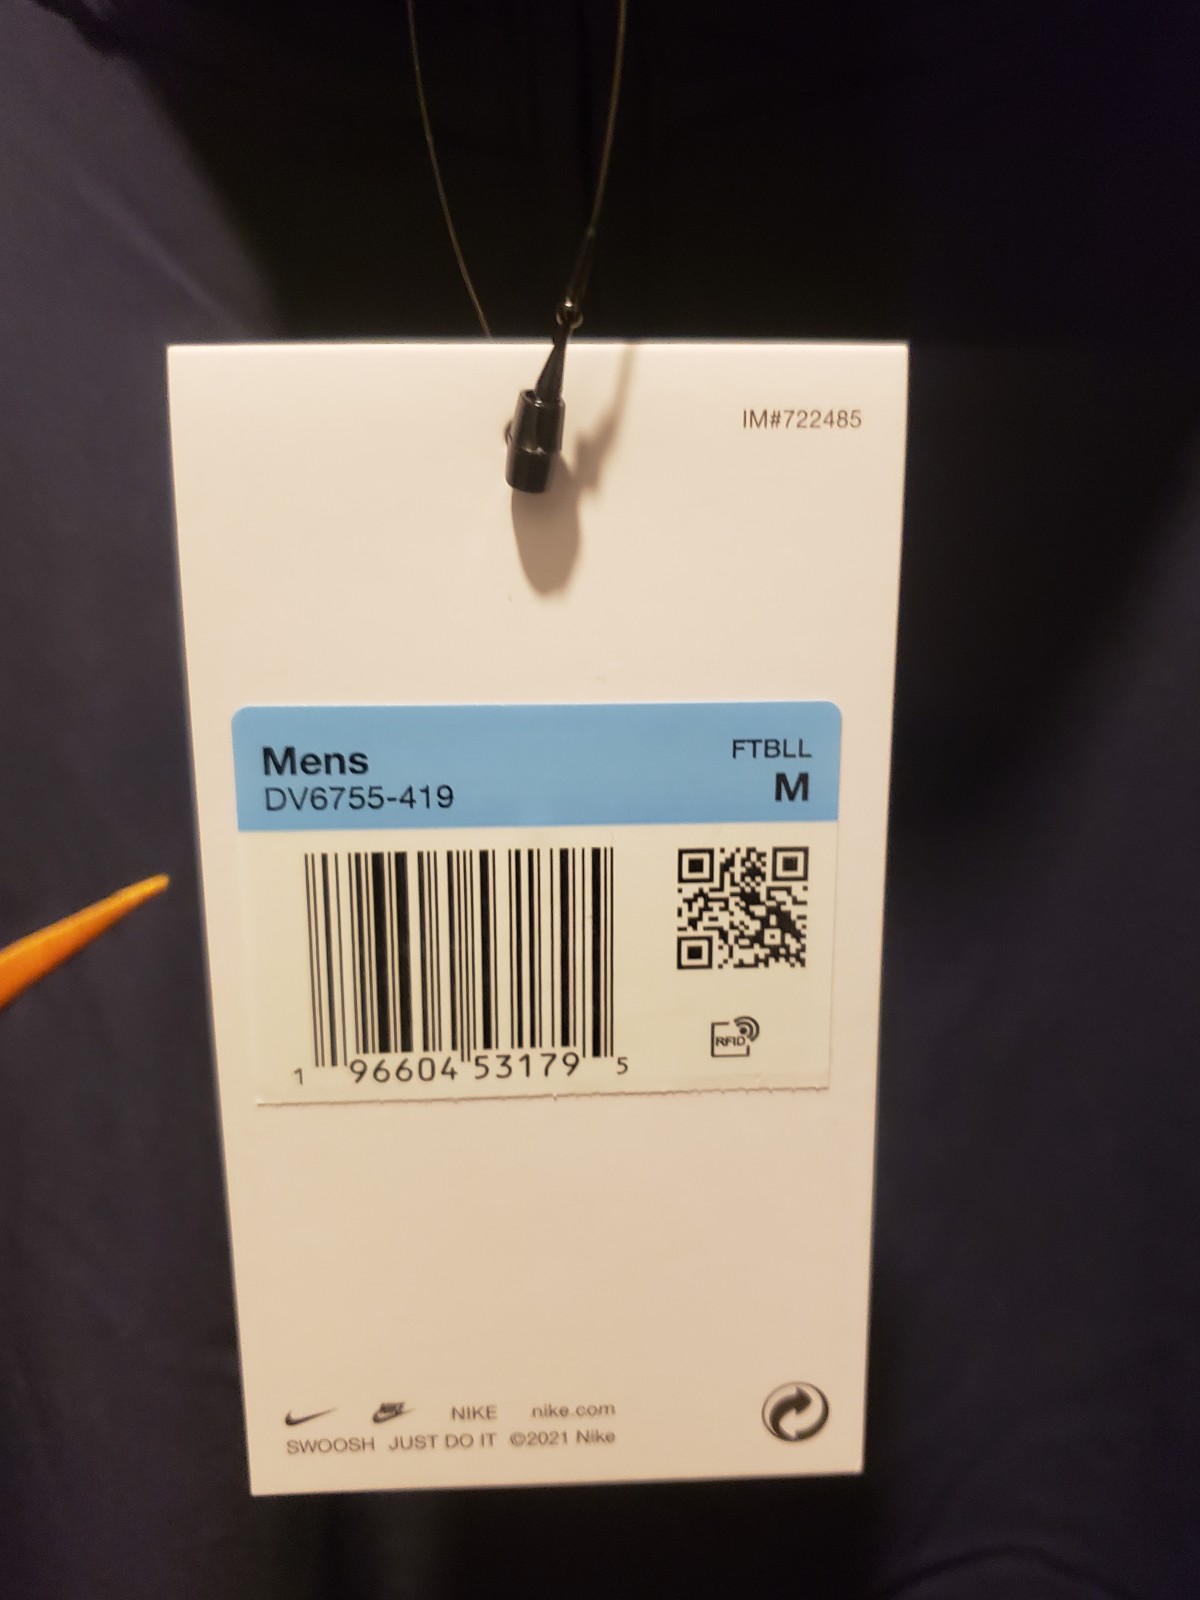 IM#722485
Mens
DV6755-419
FTBLL
M
1 96604 53179 5
RFID
NIKE
NIKE nike.com
SWOOSH JUST DO IT ©2021 Nike